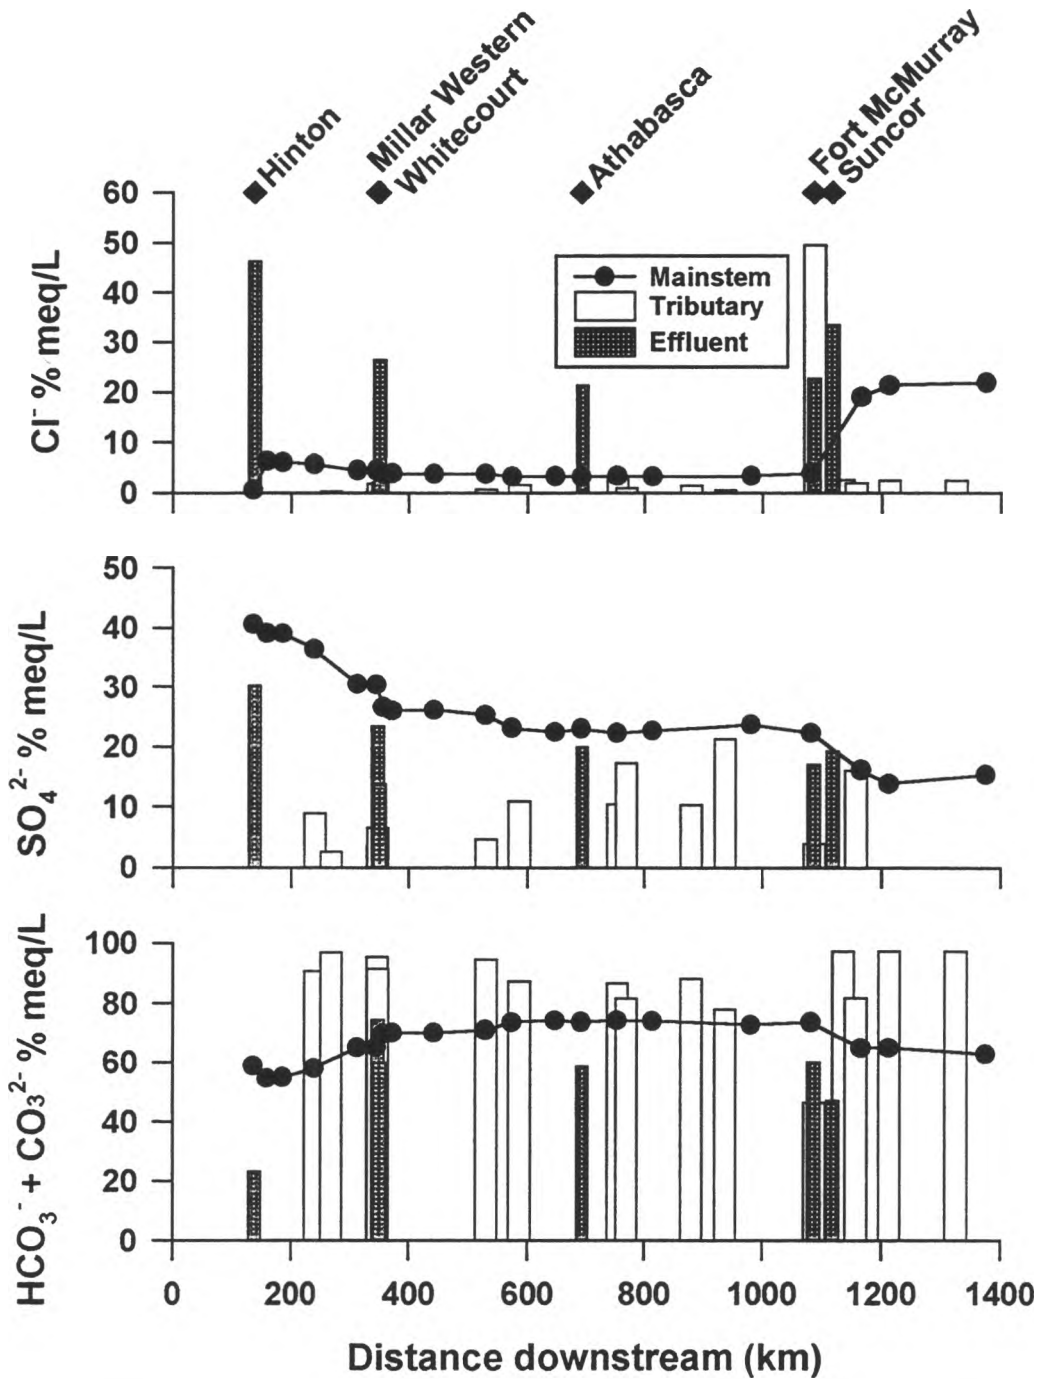 Hinton
Millar Western
Whitecourt
Athabasca
Fort McMurray
Suncor
Cl⁻ % meq/L
60
50
40
30
20
10
0
Mainstem
Tributary
Effluent
SO₄²⁻ % meq/L
50
40
30
20
10
0
HCO₃⁻ + CO₃²⁻ % meq/L
100
80
60
40
20
0
0 200 400 600 800 1000 1200 1400
Distance downstream (km)